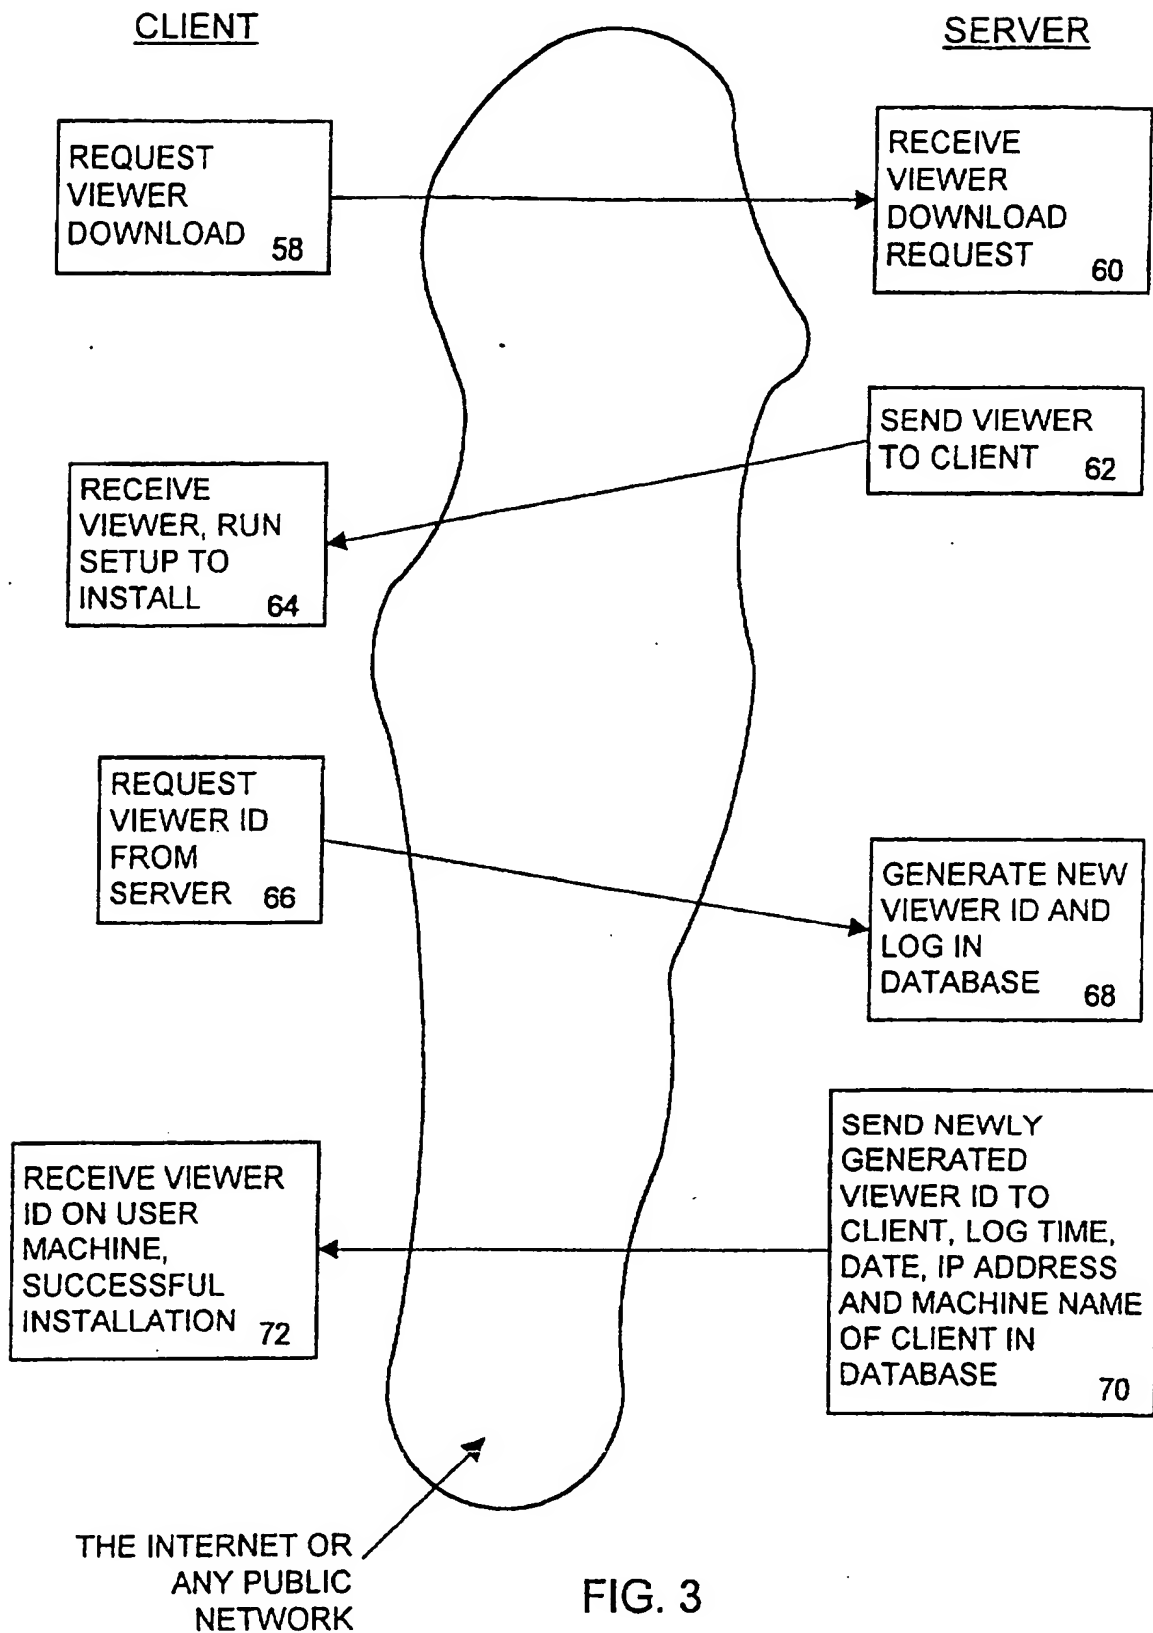 CLIENT
SERVER
REQUEST
VIEWER
DOWNLOAD
58
RECEIVE
VIEWER
DOWNLOAD
REQUEST
60
SEND VIEWER
TO CLIENT
62
RECEIVE
VIEWER, RUN
SETUP TO
INSTALL
64
REQUEST
VIEWER ID
FROM
SERVER
66
GENERATE NEW
VIEWER ID AND
LOG IN
DATABASE
68
SEND NEWLY
GENERATED
VIEWER ID TO
CLIENT, LOG TIME,
DATE, IP ADDRESS
AND MACHINE NAME
OF CLIENT IN
DATABASE
70
RECEIVE VIEWER
ID ON USER
MACHINE,
SUCCESSFUL
INSTALLATION
72
THE INTERNET OR
ANY PUBLIC
NETWORK
FIG. 3